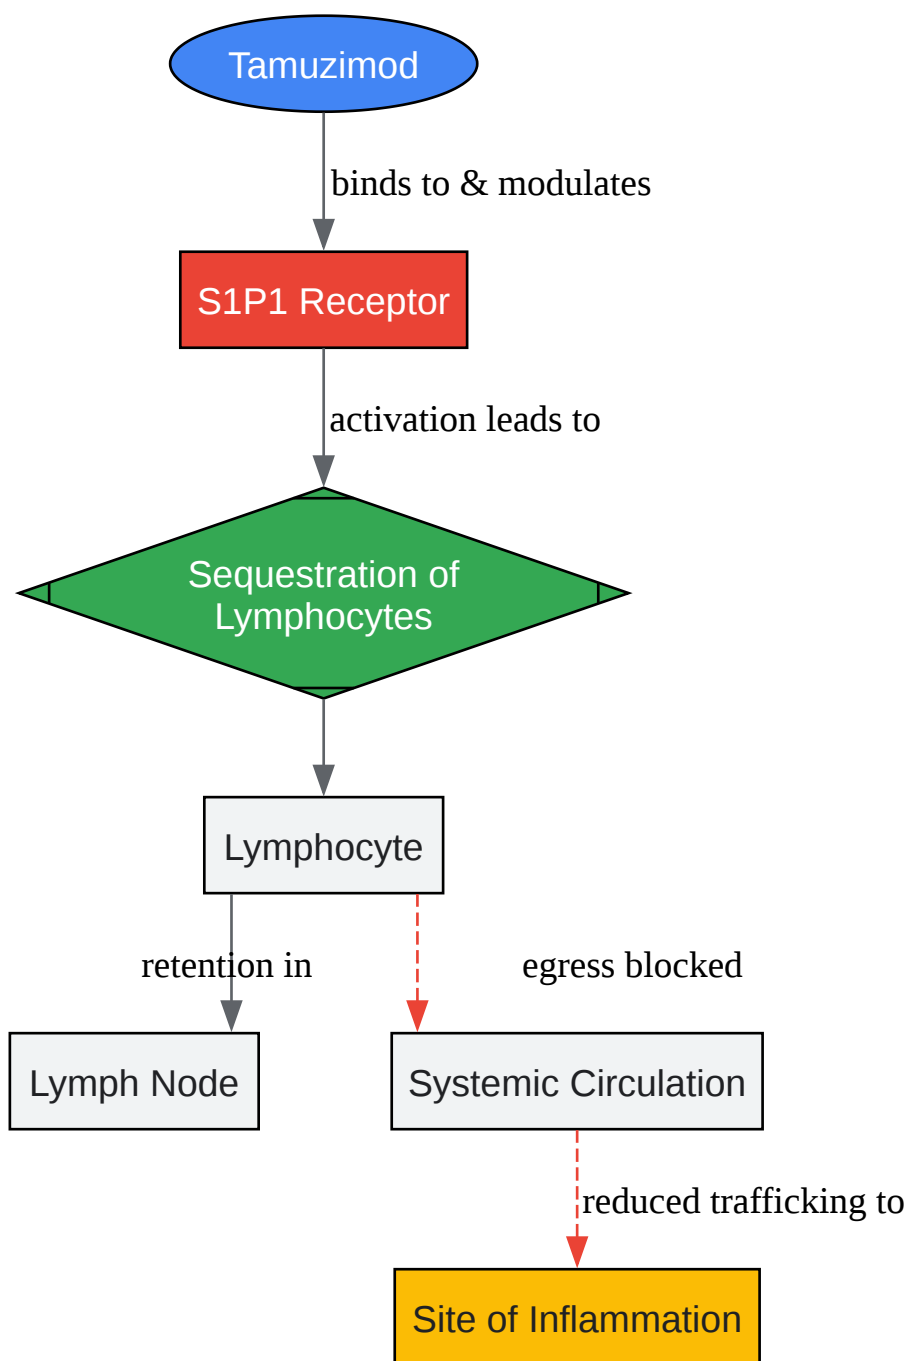 Tamuzimod
binds to & modulates
S1P1 Receptor
activation leads to
Sequestration of
Lymphocytes
Lymphocyte
retention in
egress blocked
Lymph Node
Systemic Circulation
reduced trafficking to
Site of Inflammation